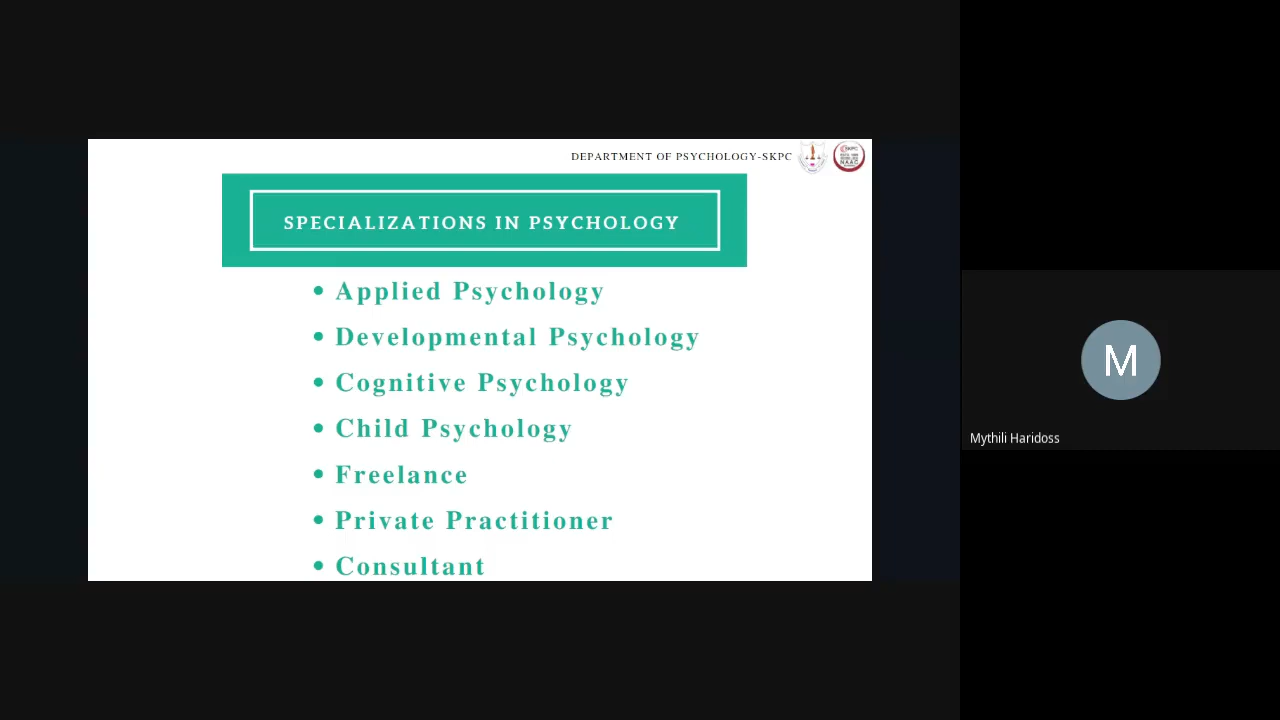 DEPARTMENT OF PSYCHOLOGY-SKPC
SPECIALIZATIONS IN PSYCHOLOGY
• Applied Psychology
• Developmental Psychology
• Cognitive Psychology
• Child Psychology
• Freelance
• Private Practitioner
• Consultant
M
Mythili Haridoss